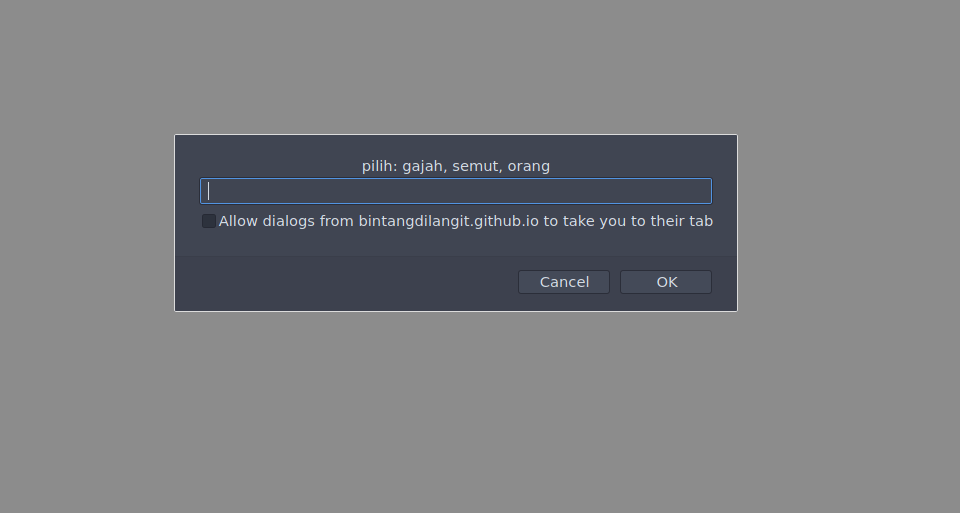 pilih: gajah, semut, orang
Allow dialogs from bintangdilangit.github.io to take you to their tab
Cancel OK